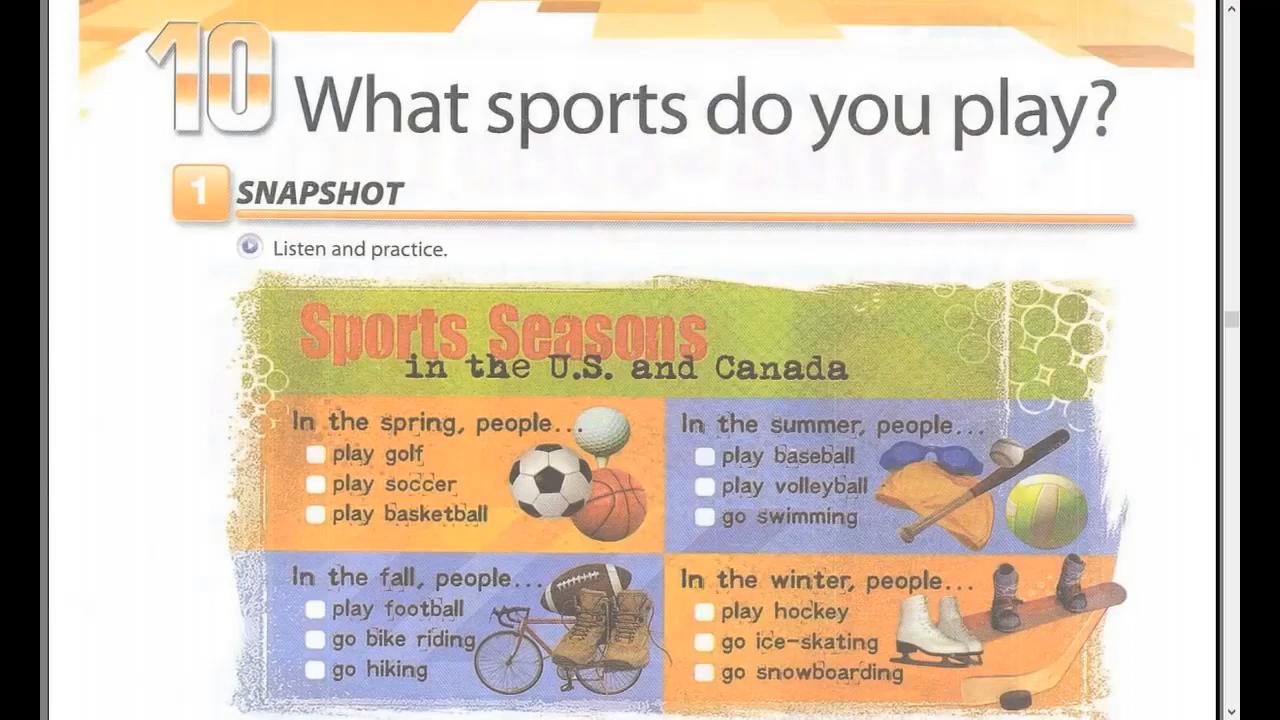 10 What sports do you play?
1 SNAPSHOT
Listen and practice.
Sports Seasons
in the U.S. and Canada
In the spring, people...
play golf
play soccer
play basketball
In the summer, people...
play baseball
play volleyball
go swimming
In the fall, people...
play football
go bike riding
go hiking
In the winter, people...
play hockey
go ice-skating
go snowboarding